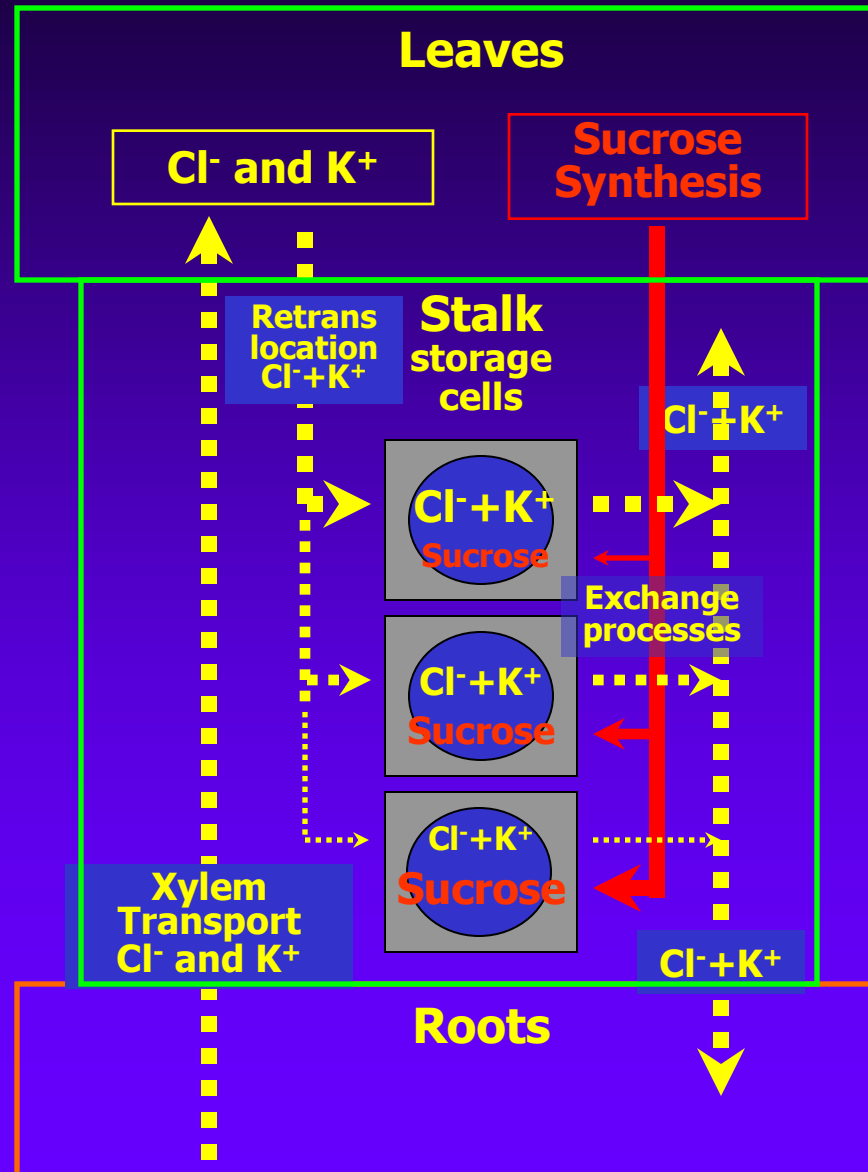 Leaves
Cl⁻ and K⁺
Sucrose
Synthesis
Retrans
location
Cl⁻+K⁺
Stalk
storage
cells
Cl⁻+K⁺
Cl⁻+K⁺
Sucrose
Exchange
processes
Cl⁻+K⁺
Sucrose
Cl⁻+K⁺
Sucrose
Xylem
Transport
Cl⁻ and K⁺
Cl⁻+K⁺
Roots